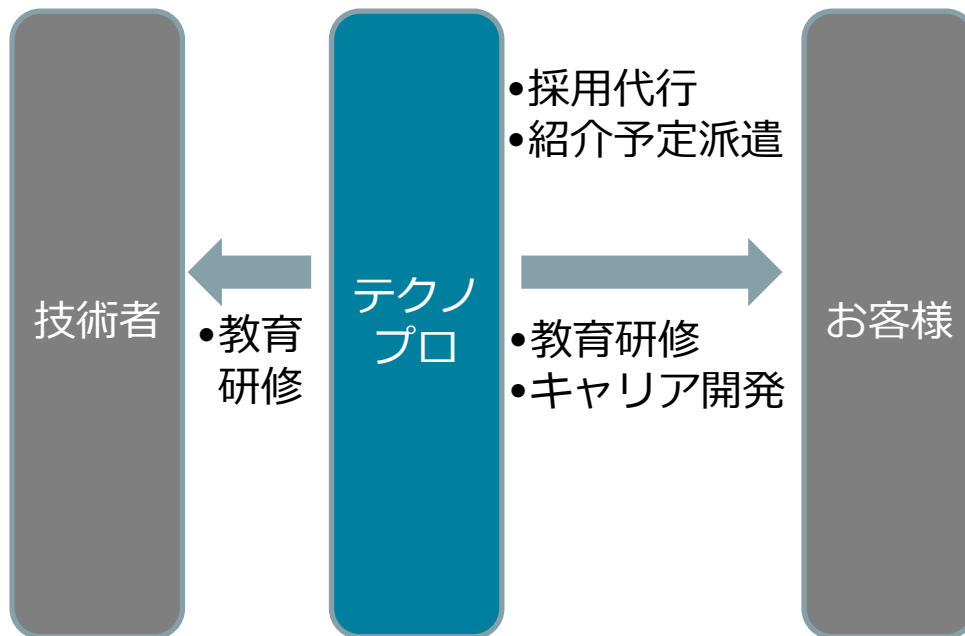 技術者
•教育
研修
テクノ
プロ
•採用代行
•紹介予定派遣
•教育研修
•キャリア開発
お客様